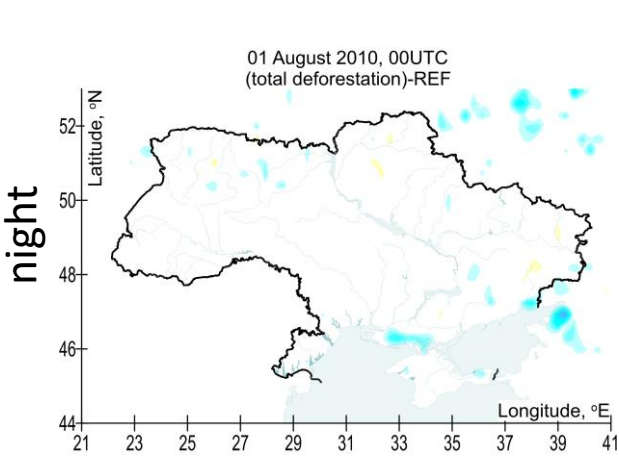 01 August 2010, 00UTC
(total deforestation)-REF
night
Latitude, °N
52
50
48
46
44
Longitude, °E
21 23 25 27 29 31 33 35 37 39 41